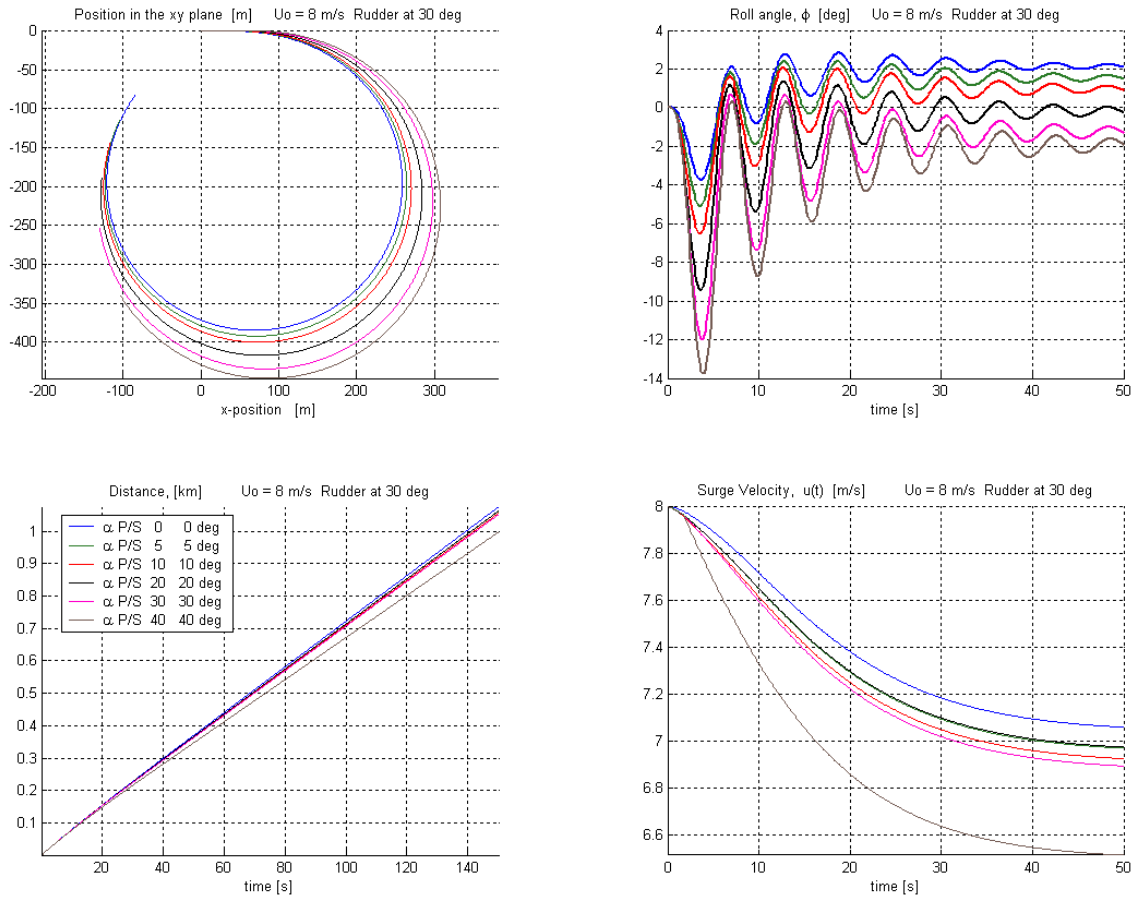 Position in the xy plane [m] Uo = 8 m/s Rudder at 30 deg
0
-50
-100
-150
-200
-250
-300
-350
-400
-200 -100 0 100 200 300
x-position [m]
Roll angle, ϕ [deg] Uo = 8 m/s Rudder at 30 deg
4
2
0
-2
-4
-6
-8
-10
-12
-14
0 10 20 30 40 50
time [s]
Distance, [km] Uo = 8 m/s Rudder at 30 deg
α P/S 0 0 deg
α P/S 5 5 deg
α P/S 10 10 deg
α P/S 20 20 deg
α P/S 30 30 deg
α P/S 40 40 deg
1
0.9
0.8
0.7
0.6
0.5
0.4
0.3
0.2
0.1
20 40 60 80 100 120 140
time [s]
Surge Velocity, u(t) [m/s] Uo = 8 m/s Rudder at 30 deg
8
7.8
7.6
7.4
7.2
7
6.8
6.6
0 10 20 30 40 50
time [s]